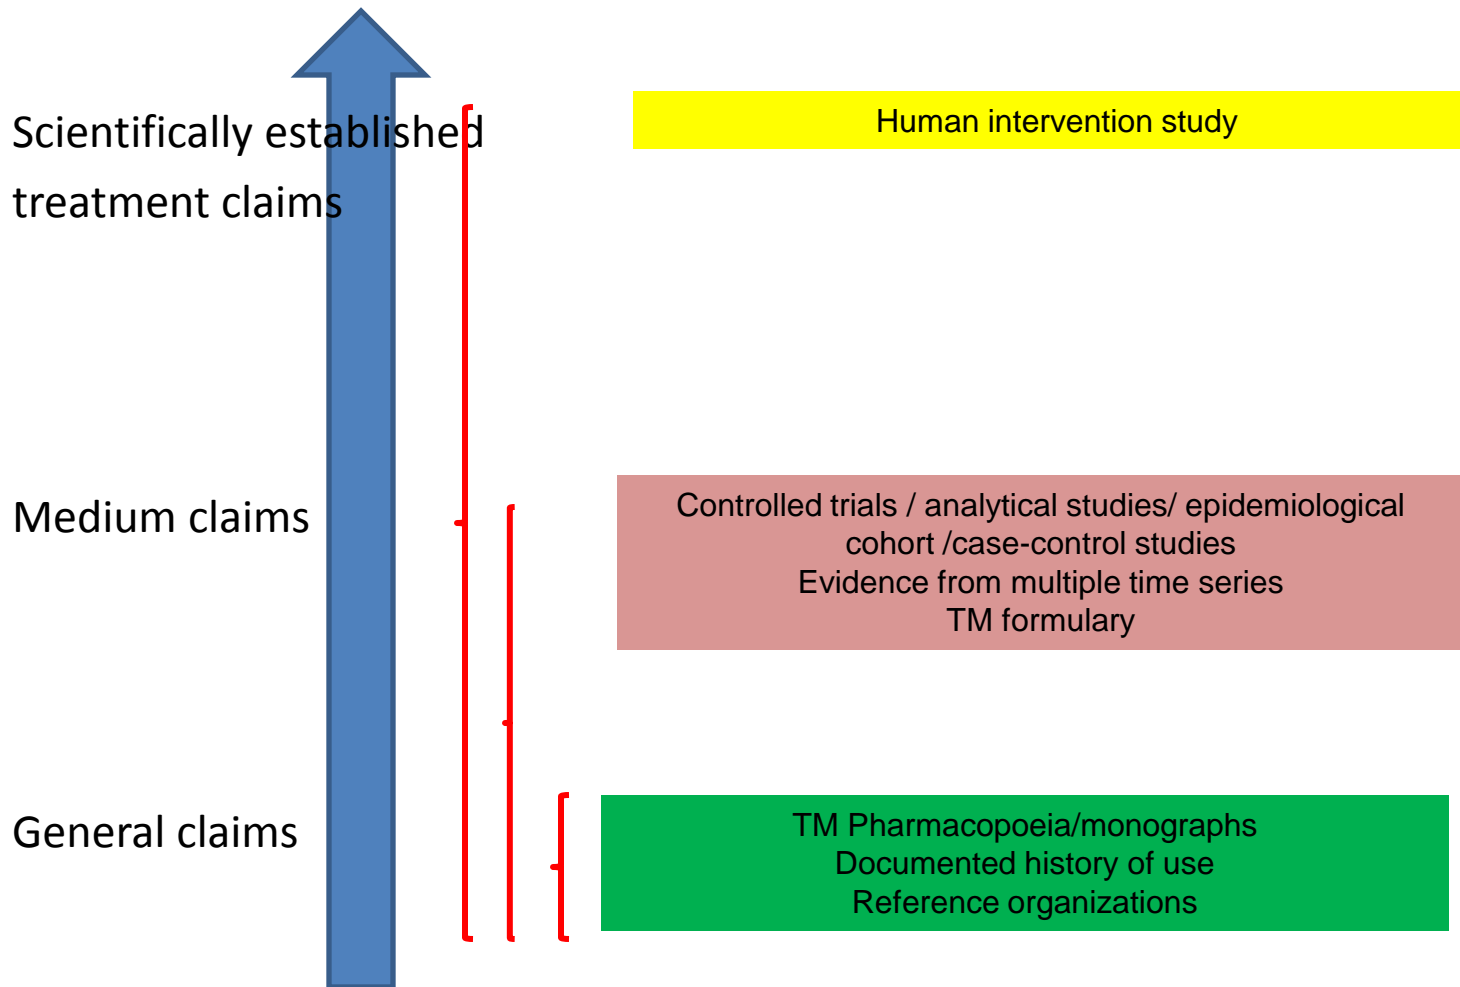 Scientifically established
treatment claims
Human intervention study
Medium claims
Controlled trials / analytical studies/ epidemiological
cohort /case-control studies
Evidence from multiple time series
TM formulary
General claims
TM Pharmacopoeia/monographs
Documented history of use
Reference organizations